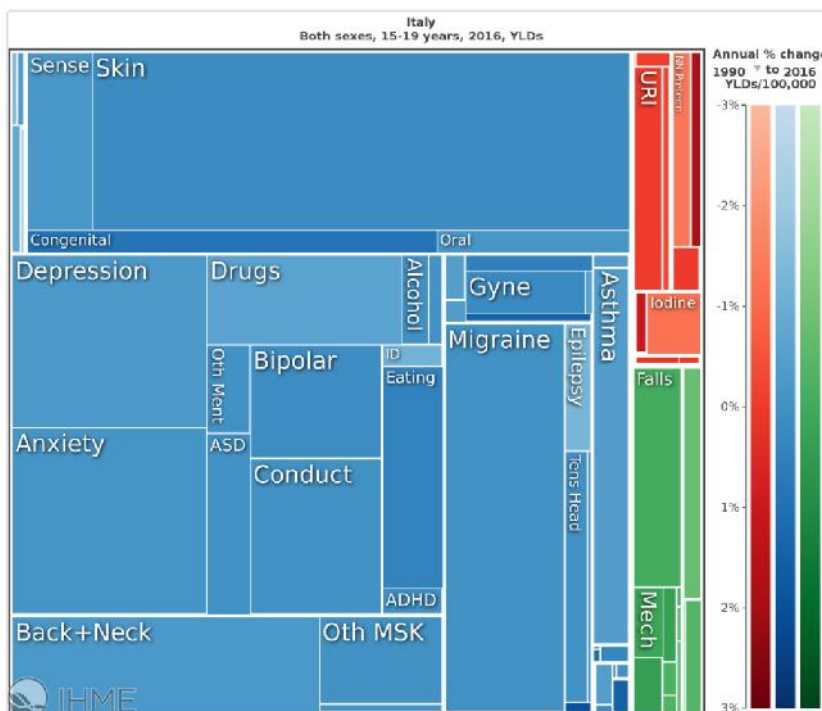 Italy
Both sexes, 15-19 years, 2016, YLDs
Sense
Skin
Congenital
Oral
Depression
Drugs
Alcohol
Oth Ment
Bipolar
ID
Eating
Anxiety
ASD
Conduct
ADHD
Back+Neck
Oth MSK
Gyne
Asthma
Migraine
Epilepsy
Tens Head
URI
NN Preterm
Iodine
Falls
Mech
IHME
Annual % change
1990 to 2016
YLDs/100,000
-3%
-2%
-1%
0%
1%
2%
3%